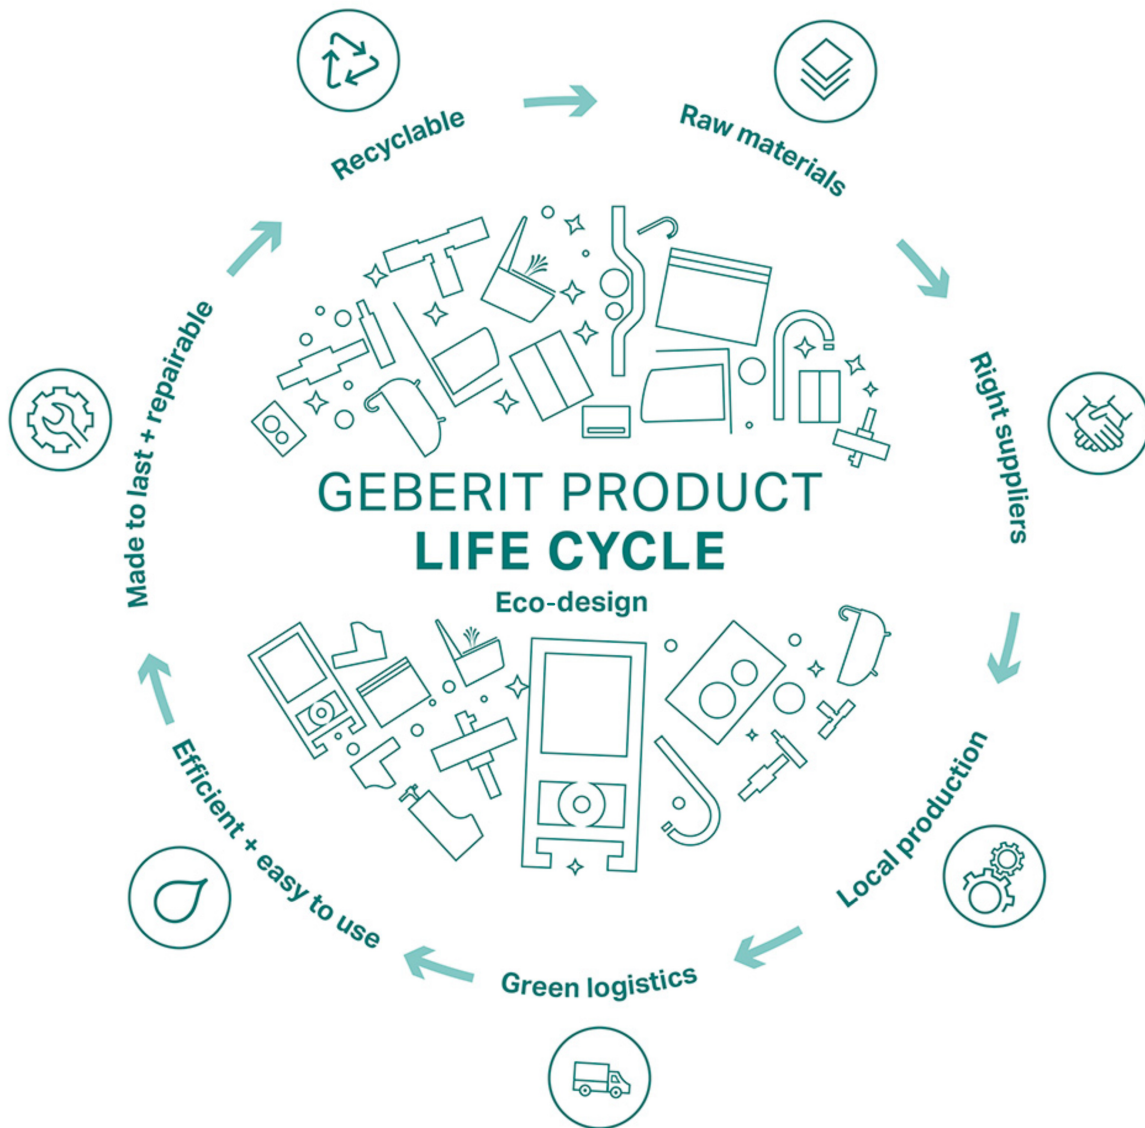 Recyclable
Raw materials
Right suppliers
Local production
Green logistics
Efficient + easy to use
Made to last + repairable
GEBERIT PRODUCT
LIFE CYCLE
Eco-design